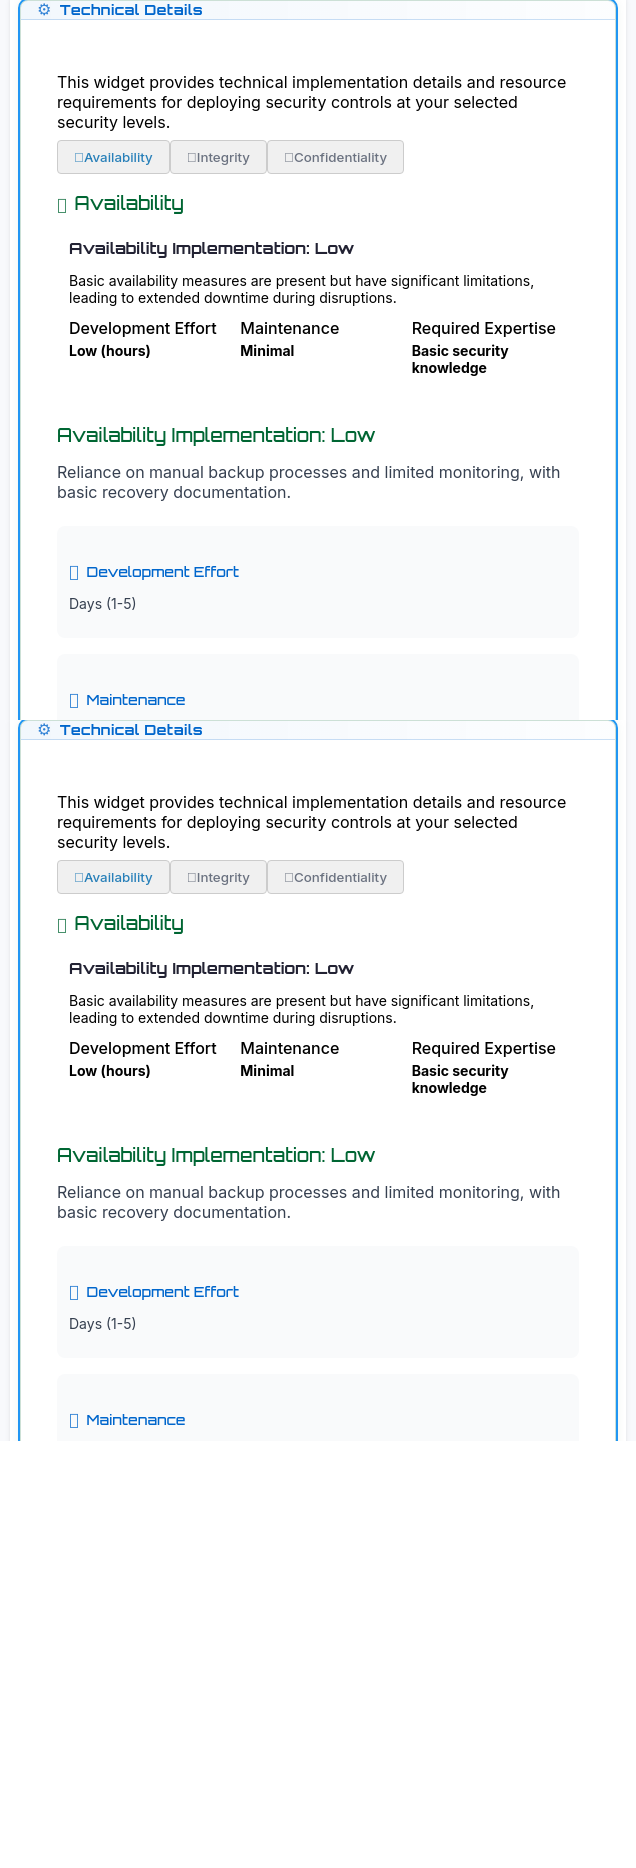 ⚙ Technical Details
This widget provides technical implementation details and resource
requirements for deploying security controls at your selected
security levels.
Availability Integrity Confidentiality
Availability
Availability Implementation: Low
Basic availability measures are present but have significant limitations,
leading to extended downtime during disruptions.
Development Effort Maintenance Required Expertise
Low (hours) Minimal Basic security
knowledge
Availability Implementation: Low
Reliance on manual backup processes and limited monitoring, with
basic recovery documentation.
Development Effort
Days (1-5)
Maintenance
⚙ Technical Details
This widget provides technical implementation details and resource
requirements for deploying security controls at your selected
security levels.
Availability Integrity Confidentiality
Availability
Availability Implementation: Low
Basic availability measures are present but have significant limitations,
leading to extended downtime during disruptions.
Development Effort Maintenance Required Expertise
Low (hours) Minimal Basic security
knowledge
Availability Implementation: Low
Reliance on manual backup processes and limited monitoring, with
basic recovery documentation.
Development Effort
Days (1-5)
Maintenance